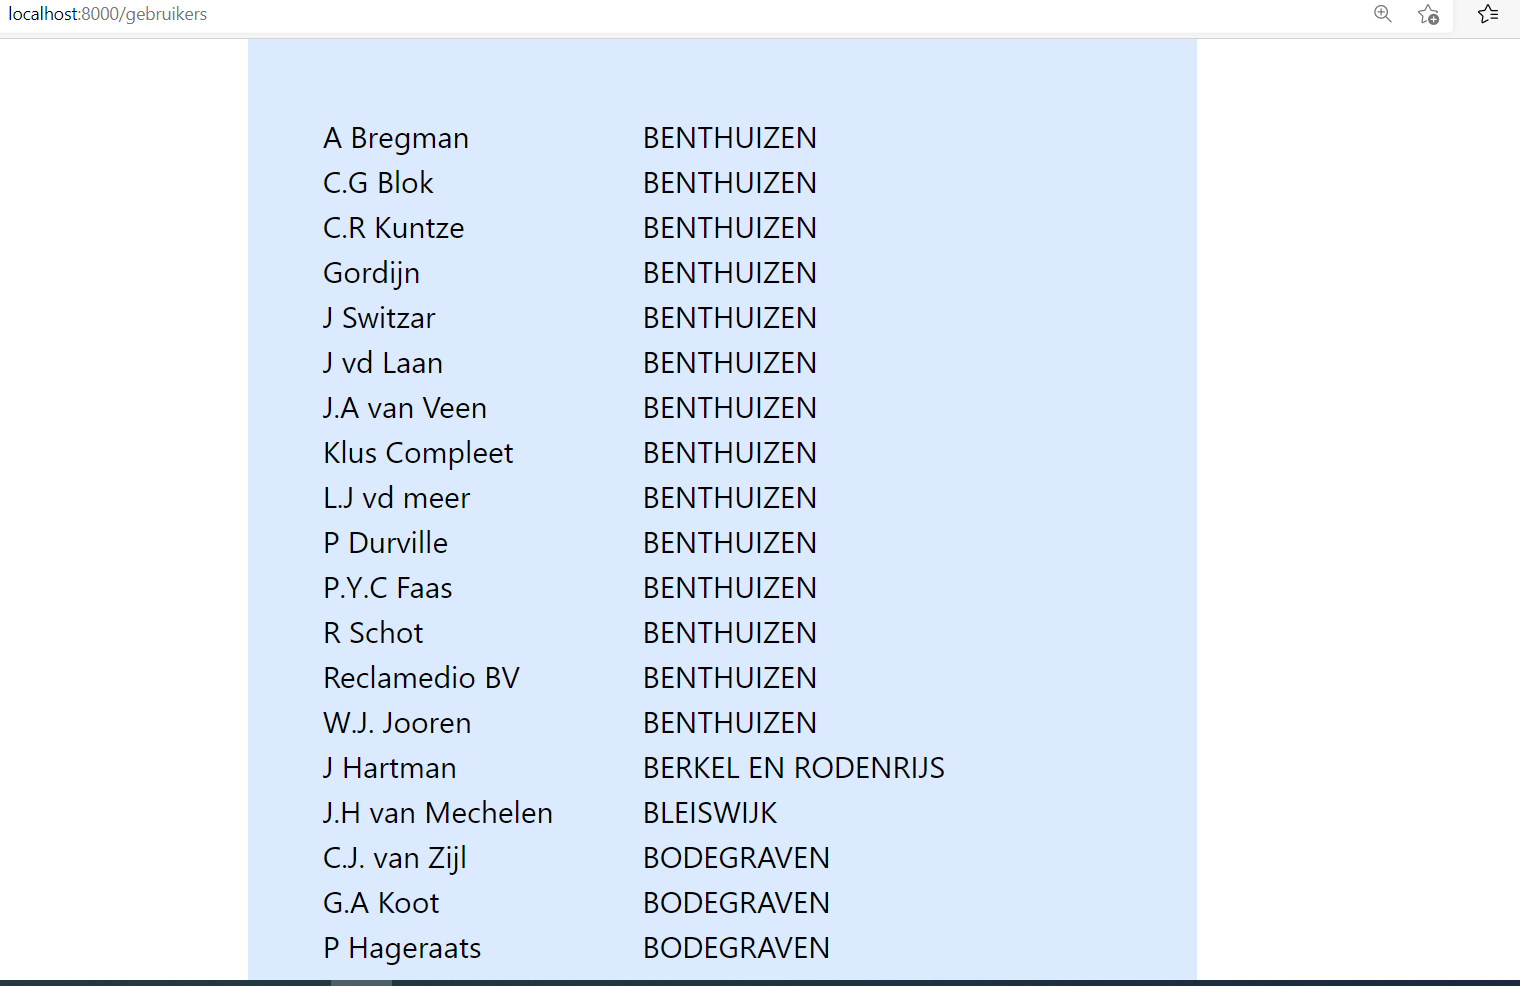 localhost:8000/gebruikers
A Bregman BENTHUIZEN
C.G Blok BENTHUIZEN
C.R Kuntze BENTHUIZEN
Gordijn BENTHUIZEN
J Switzar BENTHUIZEN
J vd Laan BENTHUIZEN
J.A van Veen BENTHUIZEN
Klus Compleet BENTHUIZEN
L.J vd meer BENTHUIZEN
P Durville BENTHUIZEN
P.Y.C Faas BENTHUIZEN
R Schot BENTHUIZEN
Reclamedio BV BENTHUIZEN
W.J. Jooren BENTHUIZEN
J Hartman BERKEL EN RODENRIJS
J.H van Mechelen BLEISWIJK
C.J. van Zijl BODEGRAVEN
G.A Koot BODEGRAVEN
P Hageraats BODEGRAVEN